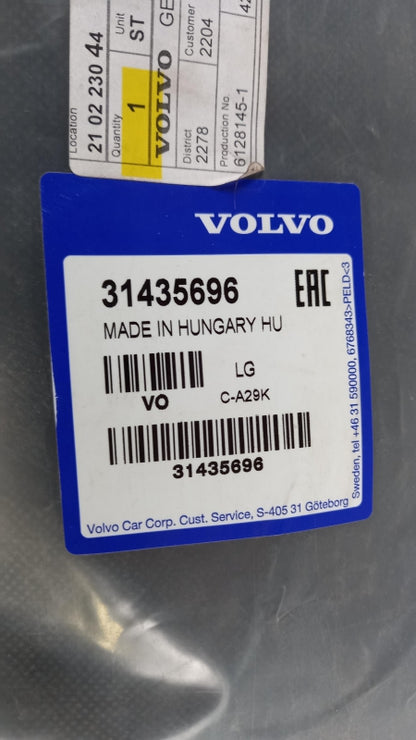 Location
21 02 230 44
Quantity
1
Unit
ST
VOLVO GE
District
2278
Customer
2204
Production No.
6128145-1
42
VOLVO
31435696 EAC
MADE IN HUNGARY HU
LG
VO C-A29K
31435696
Volvo Car Corp. Cust. Service, S-405 31 Göteborg
Sweden, tel +46 31 590000, 6768343>PELD<3